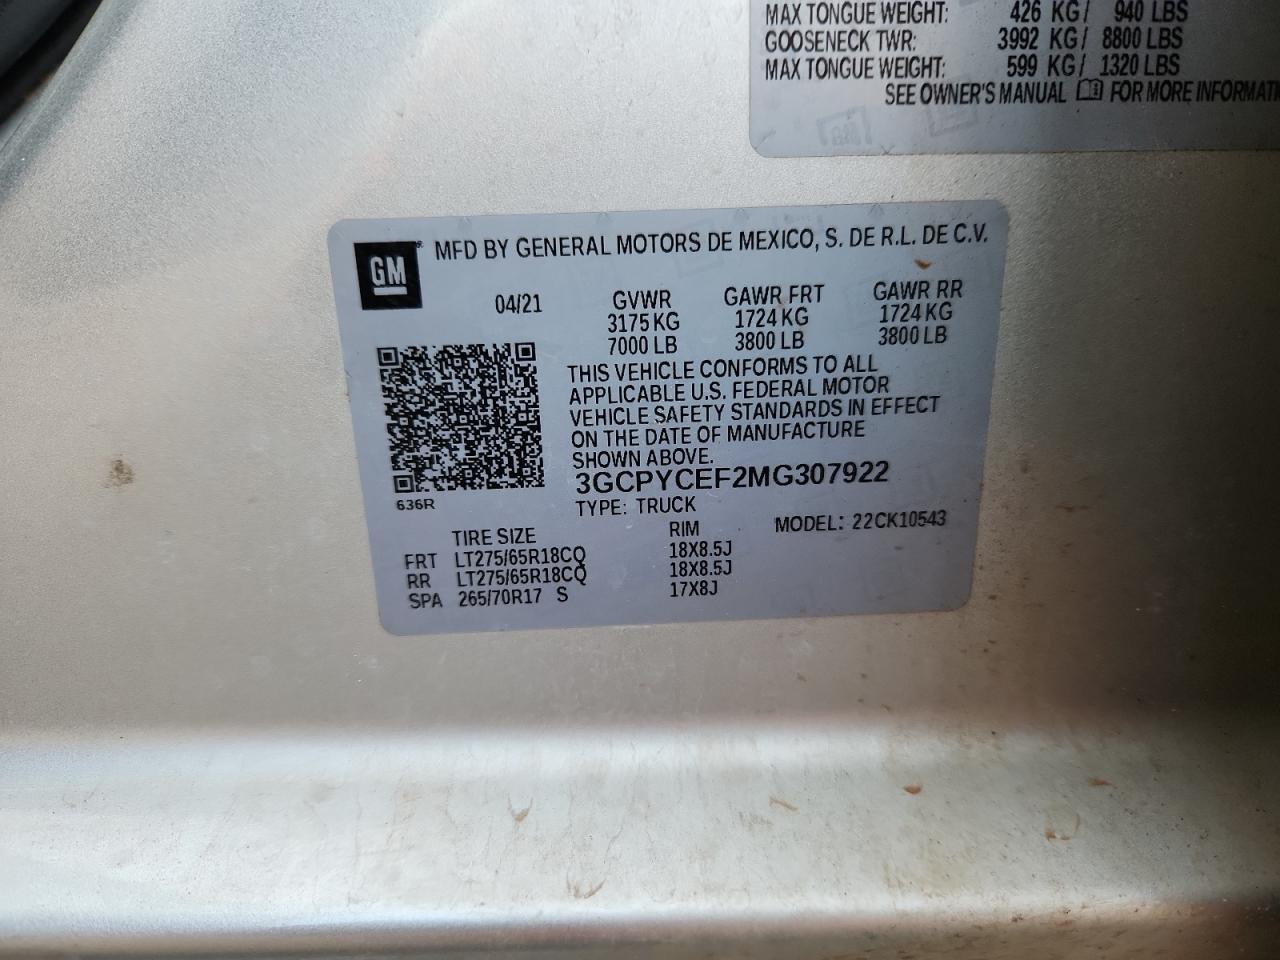 MAX TONGUE WEIGHT: 426 KG/ 940 LBS
GOOSENECK TWR: 3992 KG/ 8800 LBS
MAX TONGUE WEIGHT: 599 KG/ 1320 LBS
SEE OWNER'S MANUAL FOR MORE INFORMATI
GM
MFD BY GENERAL MOTORS DE MEXICO, S. DE R.L. DE C.V.
04/21 GVWR GAWR FRT GAWR RR
3175 KG 1724 KG 1724 KG
7000 LB 3800 LB 3800 LB
THIS VEHICLE CONFORMS TO ALL
APPLICABLE U.S. FEDERAL MOTOR
VEHICLE SAFETY STANDARDS IN EFFECT
ON THE DATE OF MANUFACTURE
SHOWN ABOVE.
3GCPYCEF2MG307922
636R
TYPE: TRUCK
MODEL: 22CK10543
TIRE SIZE RIM
FRT LT275/65R18CQ 18X8.5J
RR LT275/65R18CQ 18X8.5J
SPA 265/70R17 S 17X8J